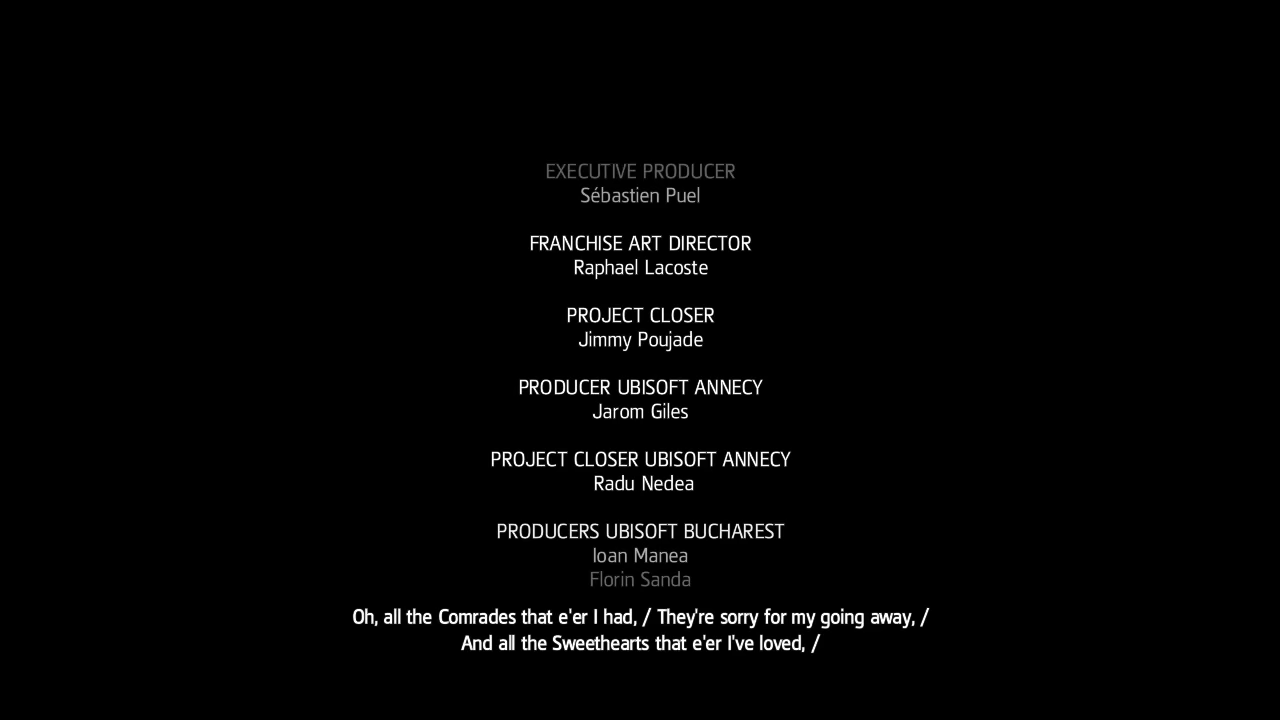 EXECUTIVE PRODUCER
Sébastien Puel
FRANCHISE ART DIRECTOR
Raphael Lacoste
PROJECT CLOSER
Jimmy Poujade
PRODUCER UBISOFT ANNECY
Jarom Giles
PROJECT CLOSER UBISOFT ANNECY
Radu Nedea
PRODUCERS UBISOFT BUCHAREST
Ioan Manea
Florin Sanda
Oh, all the Comrades that e'er I had, / They're sorry for my going away, /
And all the Sweethearts that e'er I've loved, /